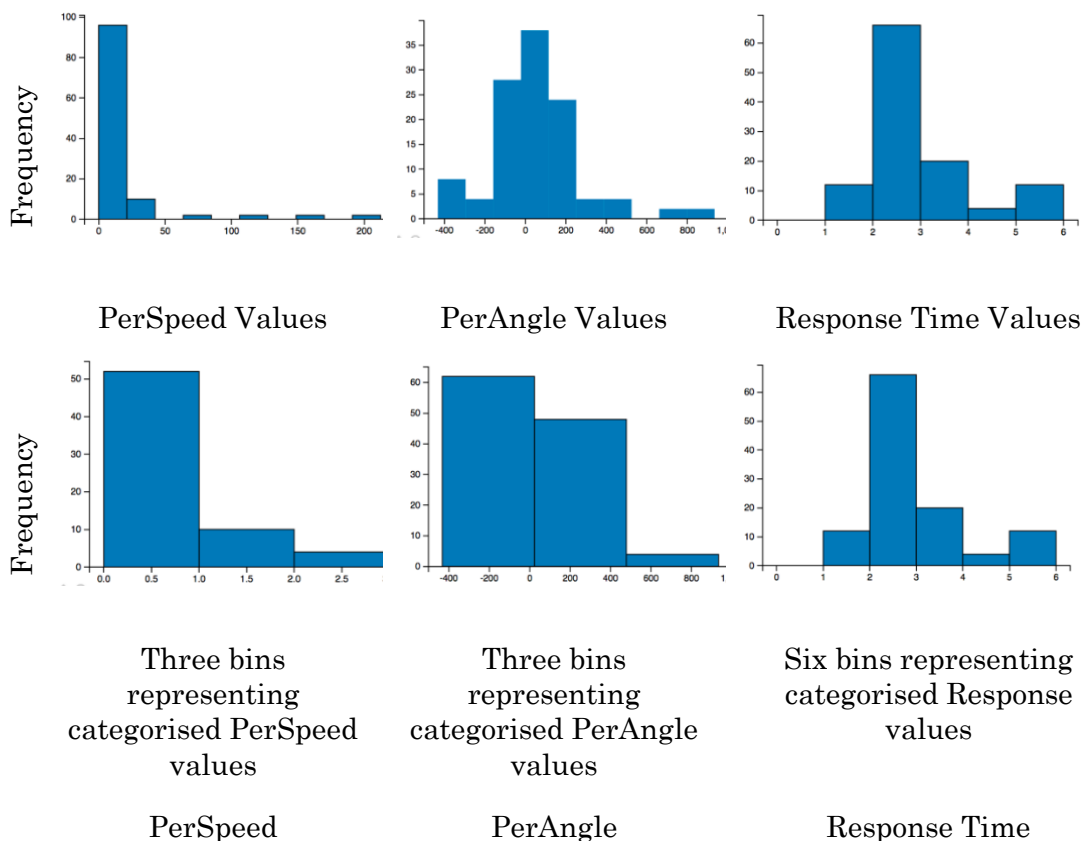 Frequency
100
80
60
40
20
0
0 50 100 150 200
35
30
25
20
15
10
5
0
-400 -200 0 200 400 600 800 1,(
60
50
40
30
20
10
0
0 1 2 3 4 5 6
PerSpeed Values PerAngle Values Response Time Values
Frequency
50
40
30
20
10
0
0.0 0.5 1.0 1.5 2.0 2.5
60
50
40
30
20
10
0
-400 -200 0 200 400 600 800 1.
60
50
40
30
20
10
0
0 1 2 3 4 5 6
Three bins
representing
categorised PerSpeed
values
Three bins
representing
categorised PerAngle
values
Six bins representing
categorised Response
values
PerSpeed PerAngle Response Time